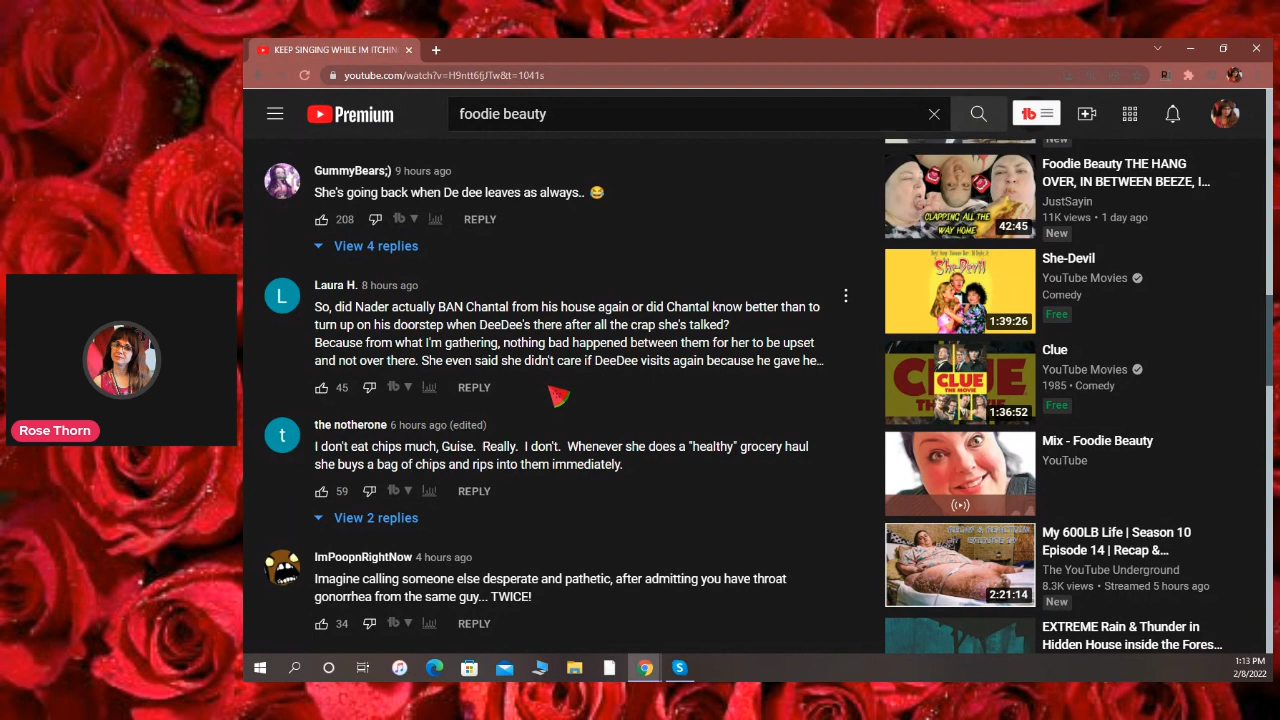 KEEP SINGING WHILE IM ITCHIN
youtube.com/watch?v=H9ntt6fjJTw&t=1041s
Premium
foodie beauty
GummyBears;) 9 hours ago
She's going back when De dee leaves as always.. 😂
208
REPLY
View 4 replies
L
Laura H. 8 hours ago
So, did Nader actually BAN Chantal from his house again or did Chantal know better than to
turn up on his doorstep when DeeDee's there after all the crap she's talked?
Because from what I'm gathering, nothing bad happened between them for her to be upset
and not over there. She even said she didn't care if DeeDee visits again because he gave he...
45
REPLY
t
the notherone 6 hours ago (edited)
I don't eat chips much, Guise. Really. I don't. Whenever she does a "healthy" grocery haul
she buys a bag of chips and rips into them immediately.
59
REPLY
View 2 replies
ImPoopnRightNow 4 hours ago
Imagine calling someone else desperate and pathetic, after admitting you have throat
gonorrhea from the same guy... TWICE!
34
REPLY
New
CLAPPING ALL THE
WAY HOME
42:45
Foodie Beauty THE HANG
OVER, IN BETWEEN BEEZE, I...
JustSayin
11K views • 1 day ago
New
She-Devil
1:39:26
She-Devil
YouTube Movies
Comedy
Free
CLUE
THE MOVIE
1:36:52
Clue
YouTube Movies
1985 • Comedy
Free
Mix - Foodie Beauty
YouTube
2:21:14
My 600LB Life | Season 10
Episode 14 | Recap &...
The YouTube Underground
8.3K views • Streamed 5 hours ago
New
EXTREME Rain & Thunder in
Hidden House inside the Fores...
Rose Thorn
1:13 PM
2/8/2022